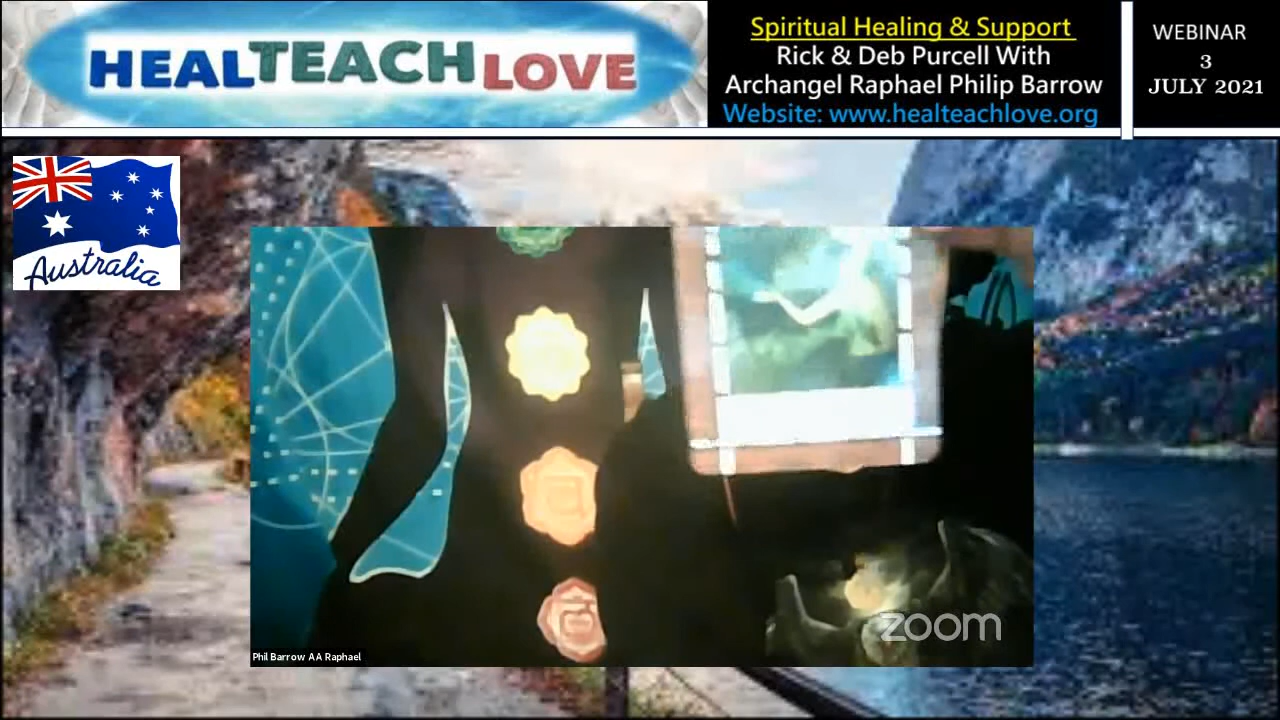 HEALTEACHLOVE
Spiritual Healing & Support
Rick & Deb Purcell With
Archangel Raphael Philip Barrow
Website: www.healteachlove.org
WEBINAR
3
JULY 2021
Australia
zoom
Phil Barrow AA Raphael